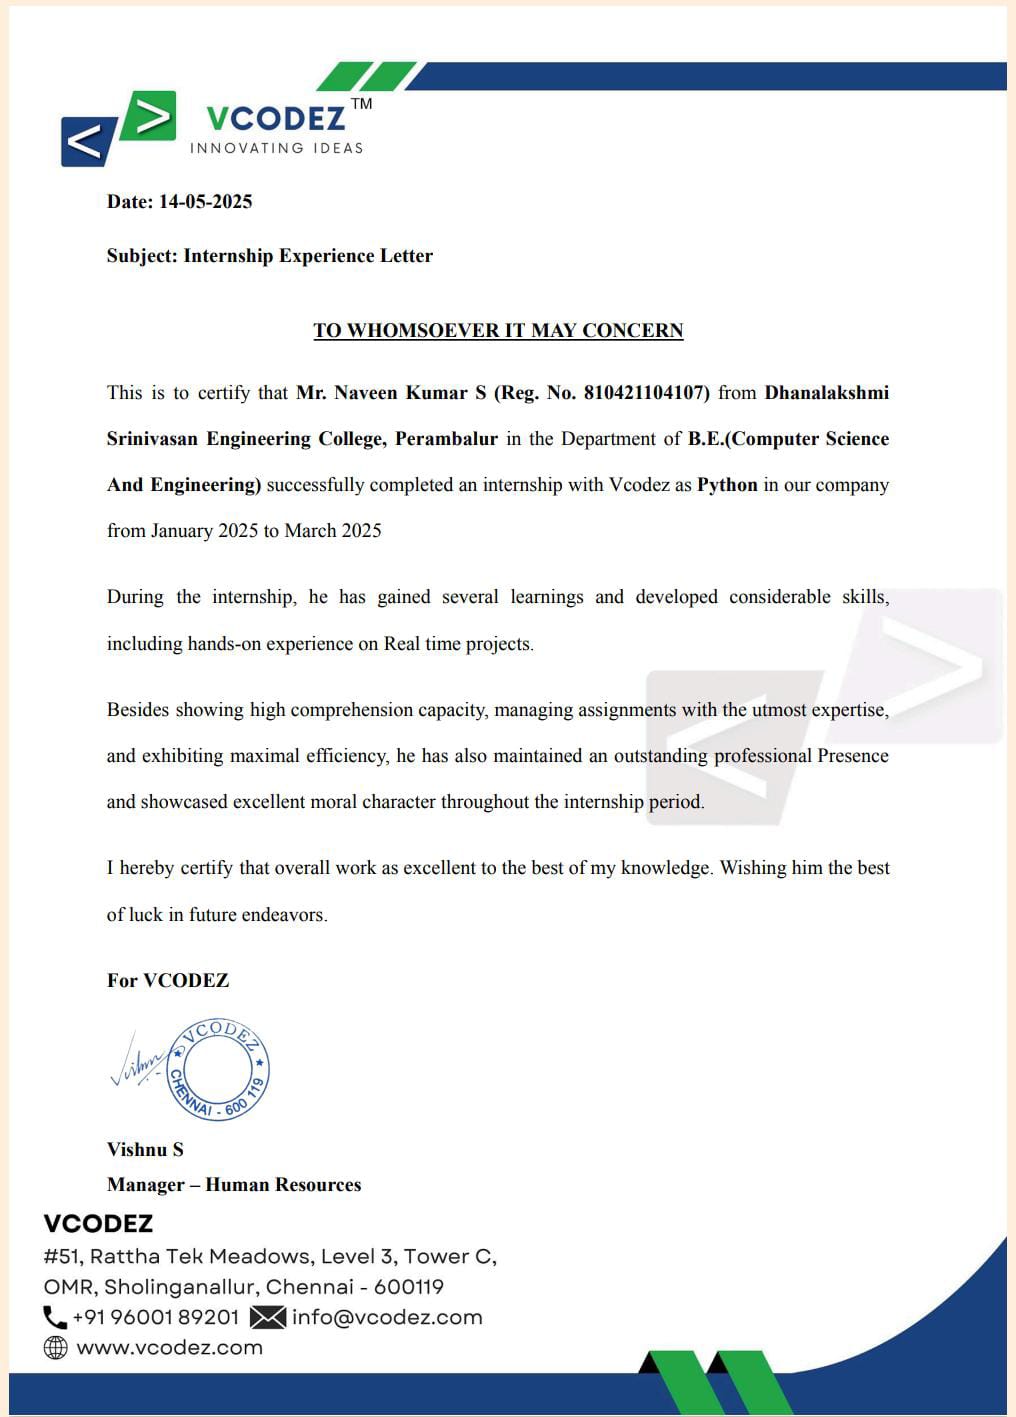 VCODEZ TM
INNOVATING IDEAS
Date: 14-05-2025
Subject: Internship Experience Letter
TO WHOMSOEVER IT MAY CONCERN
This is to certify that Mr. Naveen Kumar S (Reg. No. 810421104107) from Dhanalakshmi
Srinivasan Engineering College, Perambalur in the Department of B.E.(Computer Science
And Engineering) successfully completed an internship with Vcodez as Python in our company
from January 2025 to March 2025
During the internship, he has gained several learnings and developed considerable skills,
including hands-on experience on Real time projects.
Besides showing high comprehension capacity, managing assignments with the utmost expertise,
and exhibiting maximal efficiency, he has also maintained an outstanding professional Presence
and showcased excellent moral character throughout the internship period.
I hereby certify that overall work as excellent to the best of my knowledge. Wishing him the best
of luck in future endeavors.
For VCODEZ
VCODEZ
CHENNAI - 600 119
Vishnu S
Manager – Human Resources
VCODEZ
#51, Rattha Tek Meadows, Level 3, Tower C,
OMR, Sholinganallur, Chennai - 600119
+91 96001 89201 info@vcodez.com
www.vcodez.com